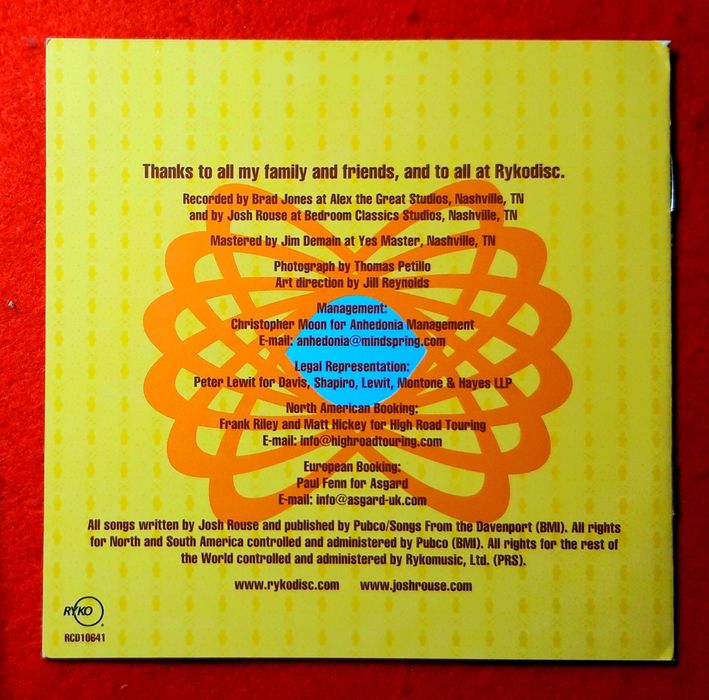 Thanks to all my family and friends, and to all at Rykodisc.
Recorded by Brad Jones at Alex the Great Studios, Nashville, TN
and by Josh Rouse at Bedroom Classics Studios, Nashville, TN
Mastered by Jim Demain at Yes Master, Nashville, TN
Photograph by Thomas Petillo
Art direction by Jill Reynolds
Management:
Christopher Moon for Anhedonia Management
E-mail: anhedonia@mindspring.com
Legal Representation:
Peter Lewit for Davis, Shapiro, Lewit, Montone & Hayes LLP
North American Booking:
Frank Riley and Matt Hickey for High Road Touring
E-mail: info@highroadtouring.com
European Booking:
Paul Fenn for Asgard
E-mail: info@asgard-uk.com
All songs written by Josh Rouse and published by Pubco/Songs From the Davenport (BMI). All rights
for North and South America controlled and administered by Pubco (BMI). All rights for the rest of
the World controlled and administered by Rykomusic, Ltd. (PRS).
www.rykodisc.com www.joshrouse.com
RYKO
RCD10641